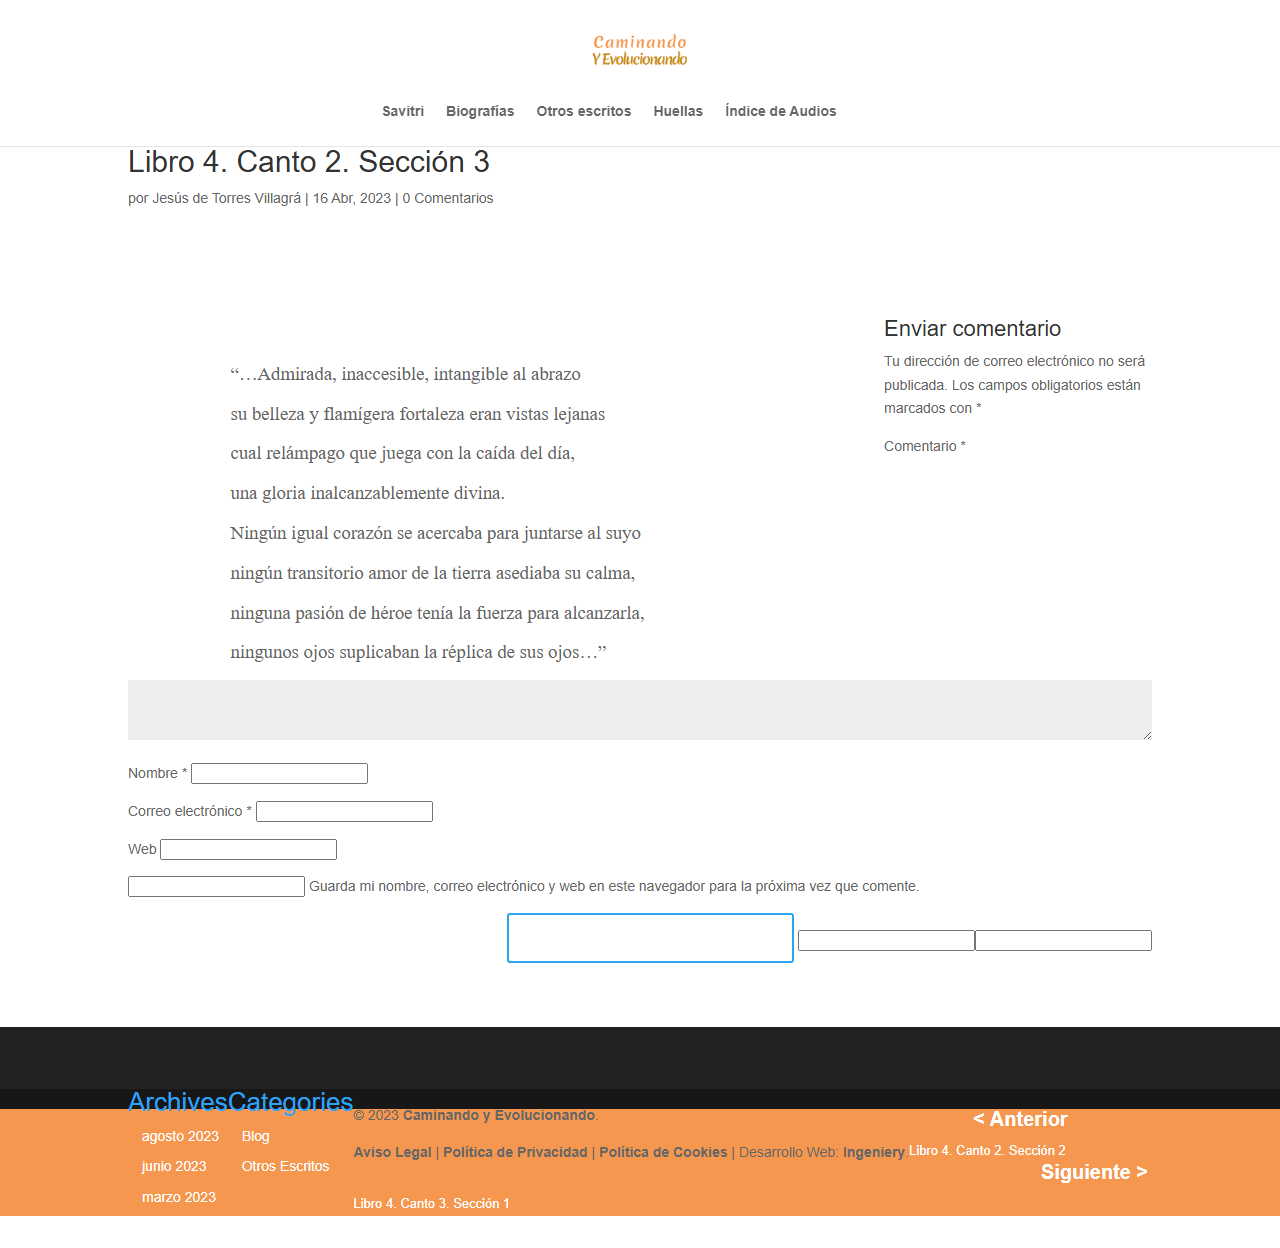 Caminando
Y Evolucionando
Savitri Biografías Otros escritos Huellas Índice de Audios
Libro 4. Canto 2. Sección 3
por Jesús de Torres Villagrá | 16 Abr, 2023 | 0 Comentarios
“…Admirada, inaccesible, intangible al abrazo
su belleza y flamígera fortaleza eran vistas lejanas
cual relámpago que juega con la caída del día,
una gloria inalcanzablemente divina.
Ningún igual corazón se acercaba para juntarse al suyo
ningún transitorio amor de la tierra asediaba su calma,
ninguna pasión de héroe tenía la fuerza para alcanzarla,
ningunos ojos suplicaban la réplica de sus ojos…”
Enviar comentario
Tu dirección de correo electrónico no será
publicada. Los campos obligatorios están
marcados con *
Comentario *
Nombre *
Correo electrónico *
Web
Guarda mi nombre, correo electrónico y web en este navegador para la próxima vez que comente.
Archives
agosto 2023
junio 2023
marzo 2023
Categories
Blog
Otros Escritos
© 2023 Caminando y Evolucionando.
Aviso Legal | Política de Privacidad | Política de Cookies | Desarrollo Web: Ingeniery.
< Anterior
Libro 4. Canto 2. Sección 2
Siguiente >
Libro 4. Canto 3. Sección 1